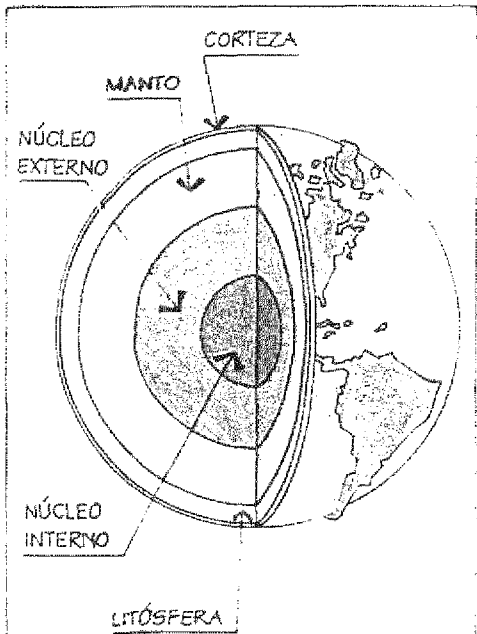 CORTEZA
MANTO
NÚCLEO
EXTERNO
NÚCLEO
INTERNO
LITÓSFERA